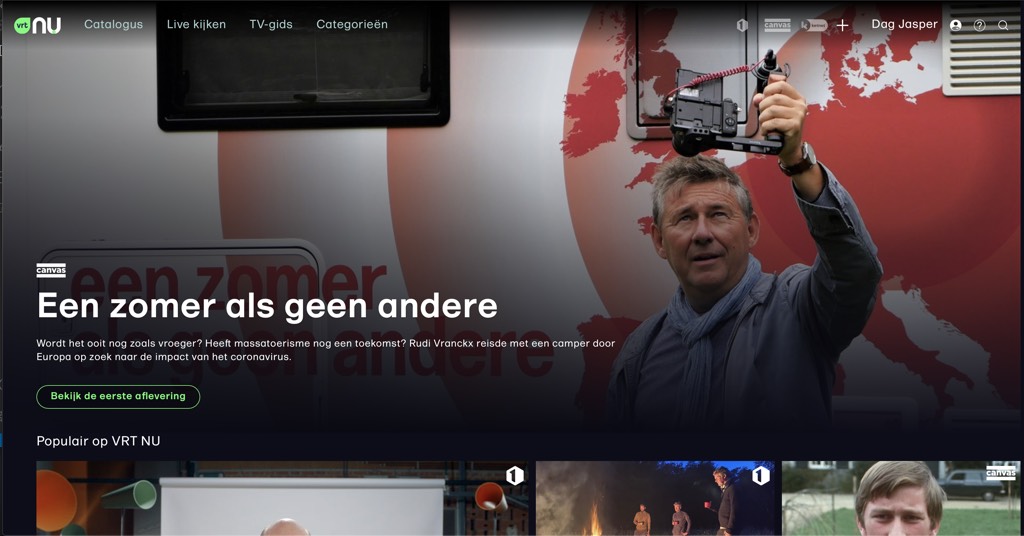 vrt NU Catalogus Live kijken TV-gids Categorieën 1 canvas ketnet Dag Jasper
een zomer
als geen andere
canvas
Een zomer als geen andere
Wordt het ooit nog zoals vroeger? Heeft massatoerisme nog een toekomst? Rudi Vranckx reisde met een camper door
Europa op zoek naar de impact van het coronavirus.
Bekijk de eerste aflevering
Populair op VRT NU
1
1
canvas